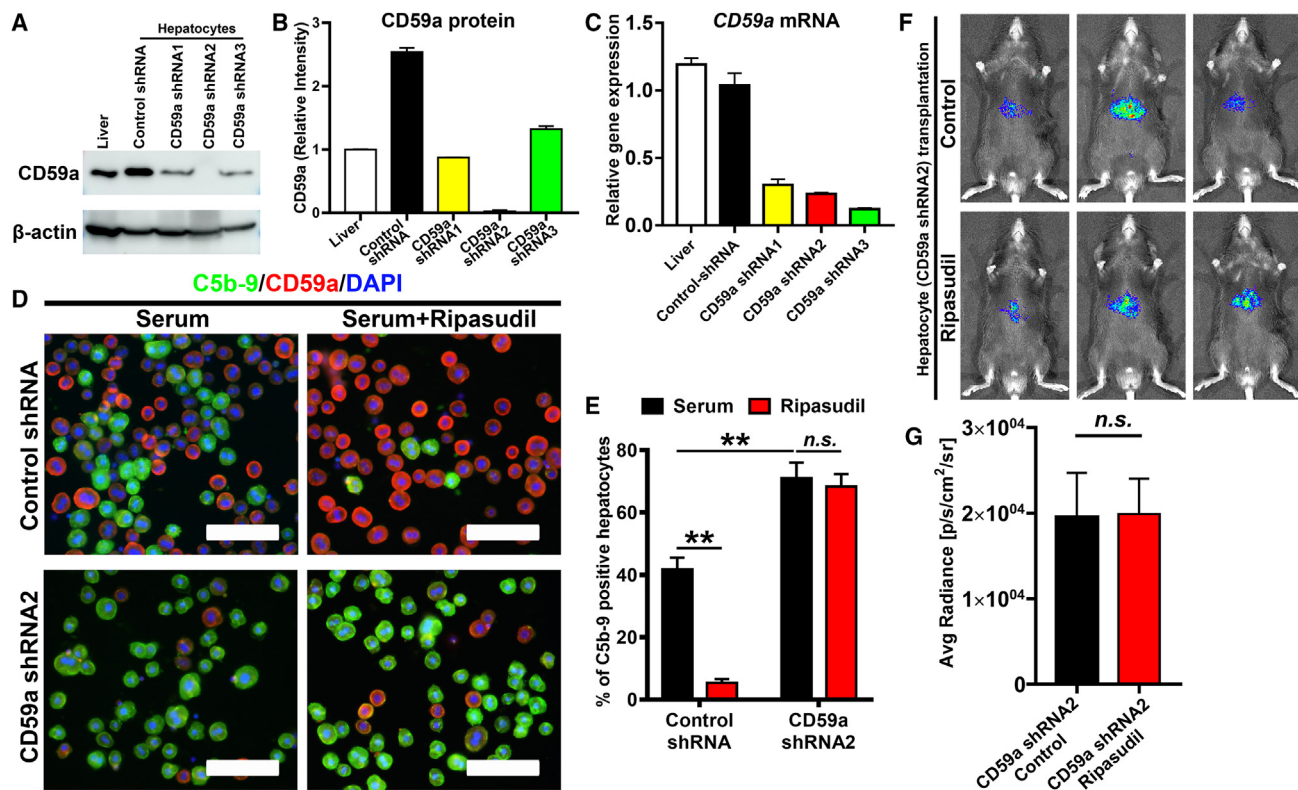 A
Hepatocytes
Liver
Control shRNA
CD59a shRNA1
CD59a shRNA2
CD59a shRNA3
CD59a
β-actin
B
CD59a protein
CD59a (Relative Intensity)
3
2
1
0
Liver
Control
shRNA
CD59a
shRNA1
CD59a
shRNA2
CD59a
shRNA3
C
CD59a mRNA
Relative gene expression
1.5
1.0
0.5
0.0
Liver
Control-shRNA
CD59a shRNA1
CD59a shRNA2
CD59a shRNA3
D
C5b-9/CD59a/DAPI
Serum
Serum+Ripasudil
Control shRNA
CD59a shRNA2
E
Serum
Ripasudil
% of C5b-9 positive hepatocytes
80
60
40
20
0
**
**
n.s.
Control
shRNA
CD59a
shRNA2
F
Hepatocyte (CD59a shRNA2) transplantation
Control
Ripasudil
G
n.s.
Avg Radiance [p/s/cm²/sr]
3×10⁰⁴
2×10⁰⁴
1×10⁰⁴
0
CD59a shRNA2
Control
CD59a shRNA2
Ripasudil